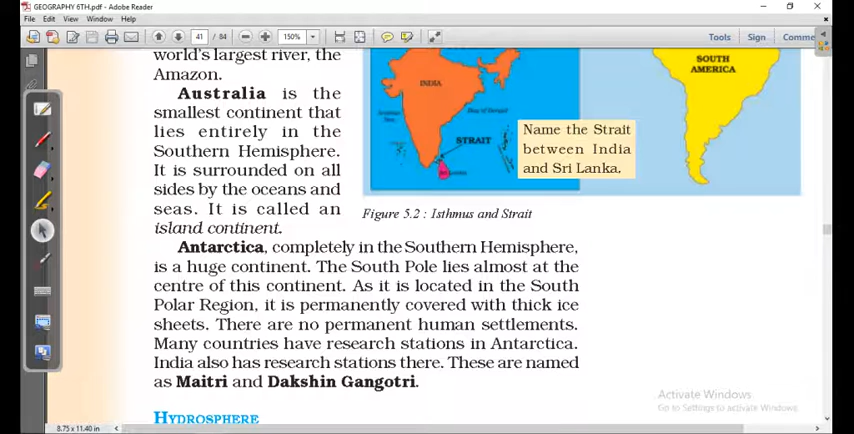 GEOGRAPHY 6TH.pdf - Adobe Reader
File Edit View Window Help
41 / 84 150% Tools Sign Comme
world's largest river, the
Amazon.
Australia is the
smallest continent that
lies entirely in the
Southern Hemisphere.
It is surrounded on all
sides by the oceans and
seas. It is called an
island continent.
INDIA
Bay of Bengal
STRAIT
Name the Strait
between India
and Sri Lanka.
SOUTH
AMERICA
Figure 5.2 : Isthmus and Strait
Antarctica, completely in the Southern Hemisphere,
is a huge continent. The South Pole lies almost at the
centre of this continent. As it is located in the South
Polar Region, it is permanently covered with thick ice
sheets. There are no permanent human settlements.
Many countries have research stations in Antarctica.
India also has research stations there. These are named
as Maitri and Dakshin Gangotri.
HYDROSPHERE
Activate Windows
Go to Settings to activate Windows.
8.75 x 11.40 in